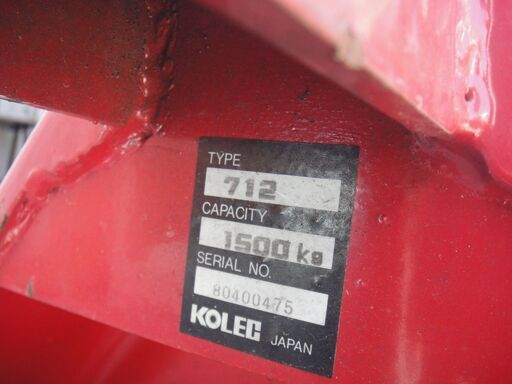 TYPE
712
CAPACITY
1500 kg
SERIAL NO.
80400475
KOLEC JAPAN